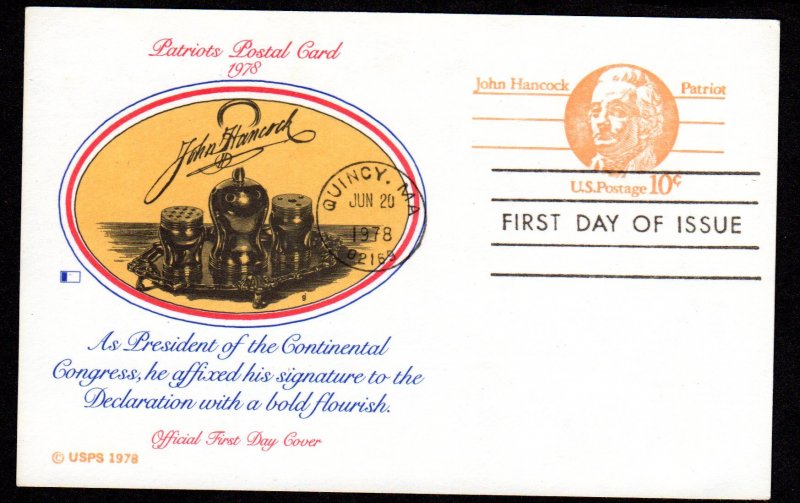 Patriots Postal Card
1978
John Hancock
QUINCY, MA
JUN 20
1978
02169
As President of the Continental
Congress, he affixed his signature to the
Declaration with a bold flourish.
Official First Day Cover
© USPS 1978
John Hancock Patriot
U.S. Postage 10¢
FIRST DAY OF ISSUE